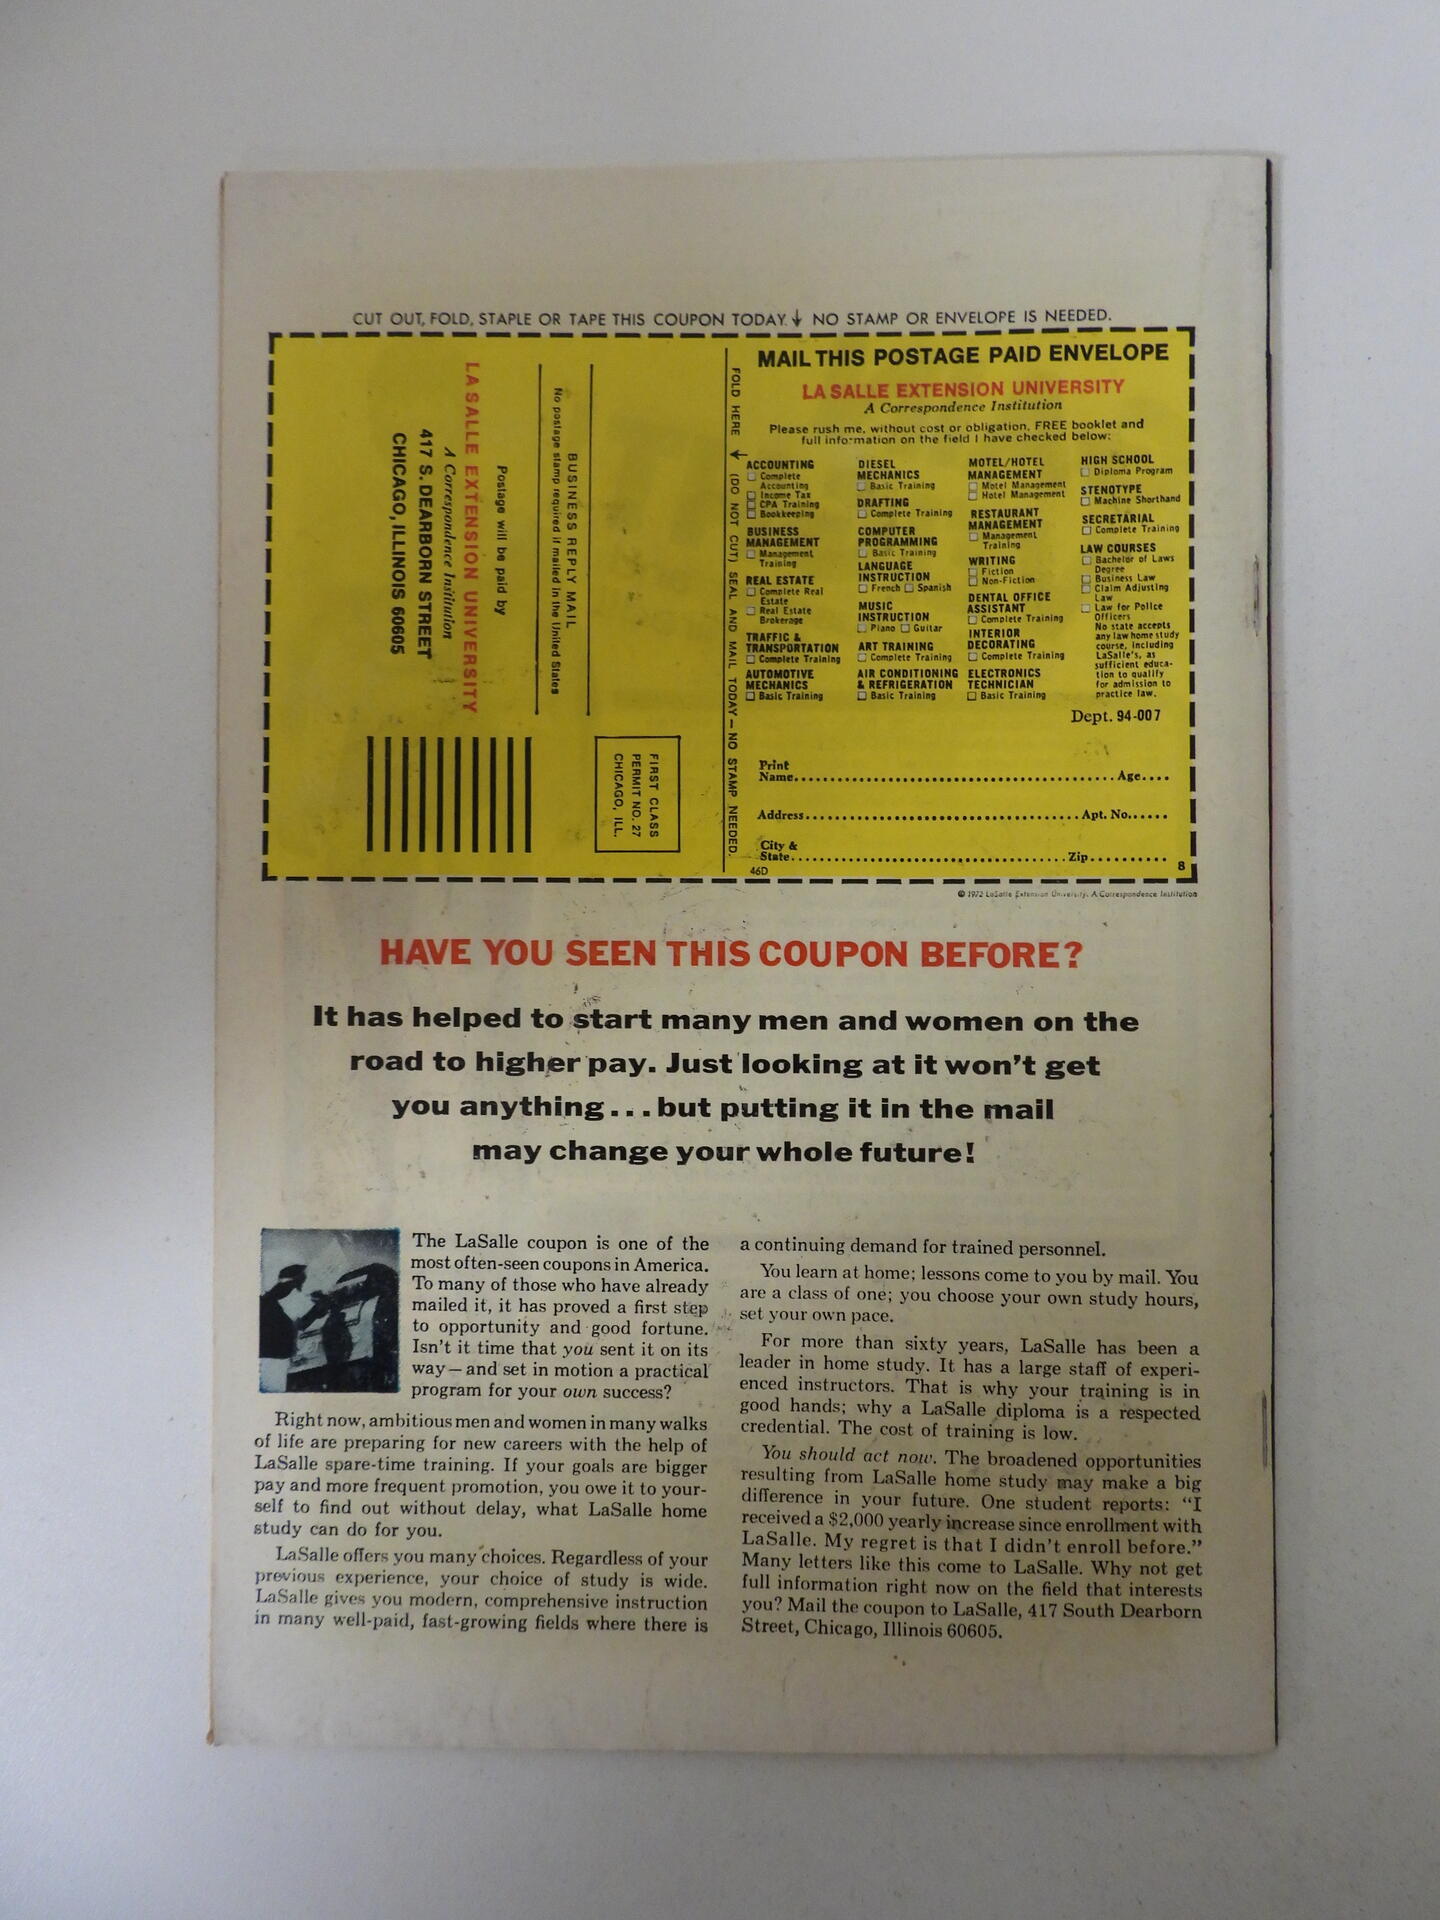 CUT OUT, FOLD, STAPLE OR TAPE THIS COUPON TODAY. NO STAMP OR ENVELOPE IS NEEDED.
LA SALLE EXTENSION UNIVERSITY
A Correspondence Institution
417 S. DEARBORN STREET
CHICAGO, ILLINOIS 60605
Postage will be paid by
No postage stamp required if mailed in the United States
BUSINESS REPLY MAIL
FIRST CLASS
PERMIT NO. 27
CHICAGO, ILL.
FOLD HERE (DO NOT CUT) SEAL AND MAIL TODAY — NO STAMP NEEDED.
MAIL THIS POSTAGE PAID ENVELOPE
LA SALLE EXTENSION UNIVERSITY
A Correspondence Institution
Please rush me, without cost or obligation, FREE booklet and
full information on the field I have checked below:
ACCOUNTING
Complete
Accounting
Income Tax
CPA Training
Bookkeeping
BUSINESS
MANAGEMENT
Management
Training
REAL ESTATE
Complete Real
Estate
Real Estate
Brokerage
TRAFFIC &
TRANSPORTATION
Complete Training
AUTOMOTIVE
MECHANICS
Basic Training
DIESEL
MECHANICS
Basic Training
DRAFTING
Complete Training
COMPUTER
PROGRAMMING
Basic Training
LANGUAGE
INSTRUCTION
French Spanish
MUSIC
INSTRUCTION
Piano Guitar
ART TRAINING
Complete Training
AIR CONDITIONING
& REFRIGERATION
Basic Training
MOTEL/HOTEL
MANAGEMENT
Motel Management
Hotel Management
RESTAURANT
MANAGEMENT
Management
Training
WRITING
Fiction
Non-Fiction
DENTAL OFFICE
ASSISTANT
Complete Training
INTERIOR
DECORATING
Complete Training
ELECTRONICS
TECHNICIAN
Basic Training
HIGH SCHOOL
Diploma Program
STENOTYPE
Machine Shorthand
SECRETARIAL
Complete Training
LAW COURSES
Bachelor of Laws
Degree
Business Law
Claim Adjusting
Law
Law for Police
Officers
No state accepts
any law home study
course, including
LaSalle's, as
sufficient educa-
tion to qualify
for admission to
practice law.
Dept. 94-007
Print
Name Age
Address Apt. No.
City &
State Zip
46D
8
© 1972 LaSalle Extension University. A Correspondence Institution
HAVE YOU SEEN THIS COUPON BEFORE?
It has helped to start many men and women on the
road to higher pay. Just looking at it won't get
you anything...but putting it in the mail
may change your whole future!
The LaSalle coupon is one of the
most often-seen coupons in America.
To many of those who have already
mailed it, it has proved a first step
to opportunity and good fortune.
Isn't it time that you sent it on its
way—and set in motion a practical
program for your own success?
Right now, ambitious men and women in many walks
of life are preparing for new careers with the help of
LaSalle spare-time training. If your goals are bigger
pay and more frequent promotion, you owe it to your-
self to find out without delay, what LaSalle home
study can do for you.
LaSalle offers you many choices. Regardless of your
previous experience, your choice of study is wide.
LaSalle gives you modern, comprehensive instruction
in many well-paid, fast-growing fields where there is
a continuing demand for trained personnel.
You learn at home; lessons come to you by mail. You
are a class of one; you choose your own study hours,
set your own pace.
For more than sixty years, LaSalle has been a
leader in home study. It has a large staff of experi-
enced instructors. That is why your training is in
good hands; why a LaSalle diploma is a respected
credential. The cost of training is low.
You should act now. The broadened opportunities
resulting from LaSalle home study may make a big
difference in your future. One student reports: "I
received a $2,000 yearly increase since enrollment with
LaSalle. My regret is that I didn't enroll before."
Many letters like this come to LaSalle. Why not get
full information right now on the field that interests
you? Mail the coupon to LaSalle, 417 South Dearborn
Street, Chicago, Illinois 60605.